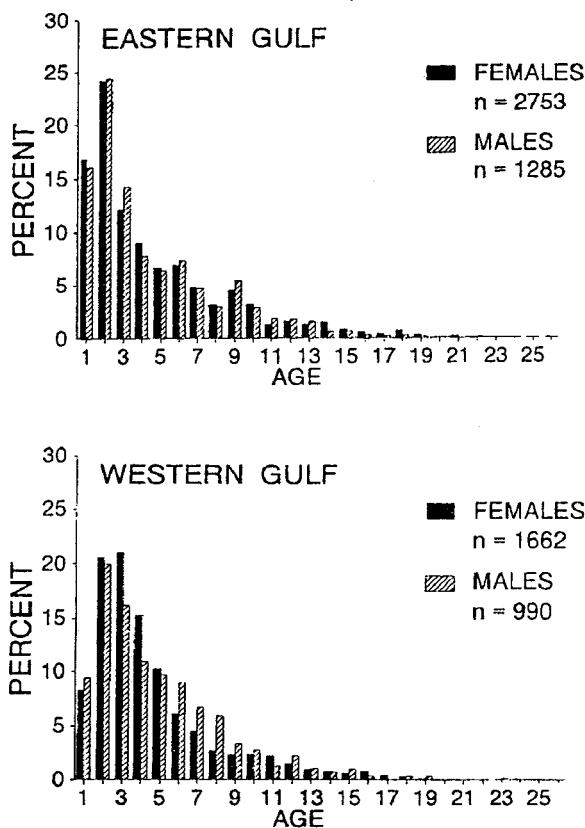 EASTERN GULF
FEMALES
n = 2753
MALES
n = 1285
PERCENT
30
25
20
15
10
5
0
1 3 5 7 9 11 13 15 17 19 21 23 25
AGE
WESTERN GULF
FEMALES
n = 1662
MALES
n = 990
PERCENT
30
25
20
15
10
5
0
1 3 5 7 9 11 13 15 17 19 21 23 25
AGE